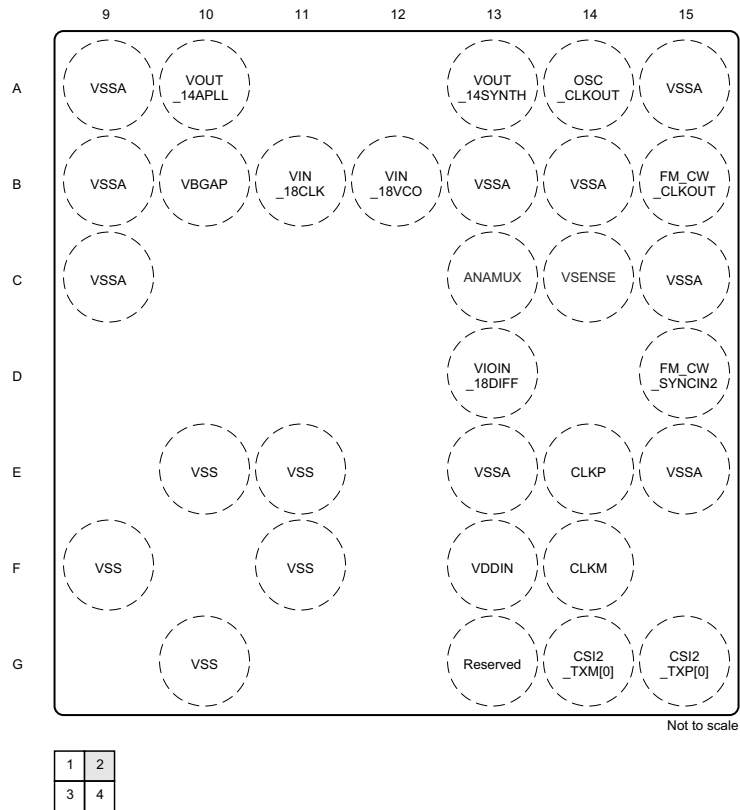 9 10 11 12 13 14 15
A
VSSA
VOUT
_14APLL
VOUT
_14SYNTH
OSC
_CLKOUT
VSSA
B
VSSA
VBGAP
VIN
_18CLK
VIN
_18VCO
VSSA
VSSA
FM_CW
_CLKOUT
C
VSSA
ANAMUX
VSENSE
VSSA
D
VIOIN
_18DIFF
FM_CW
_SYNCIN2
E
VSS
VSS
VSSA
CLKP
VSSA
F
VSS
VSS
VDDIN
CLKM
G
VSS
Reserved
CSI2
_TXM[0]
CSI2
_TXP[0]
Not to scale
1 2
3 4